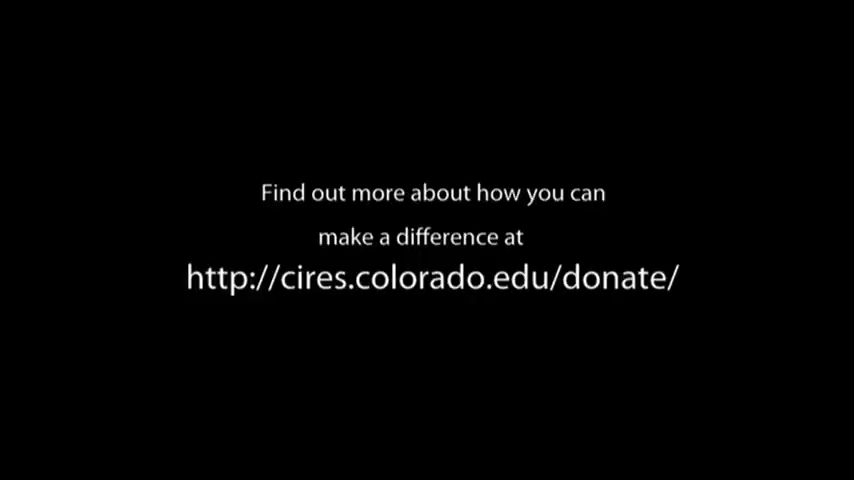 Find out more about how you can
make a difference at
http://cires.colorado.edu/donate/